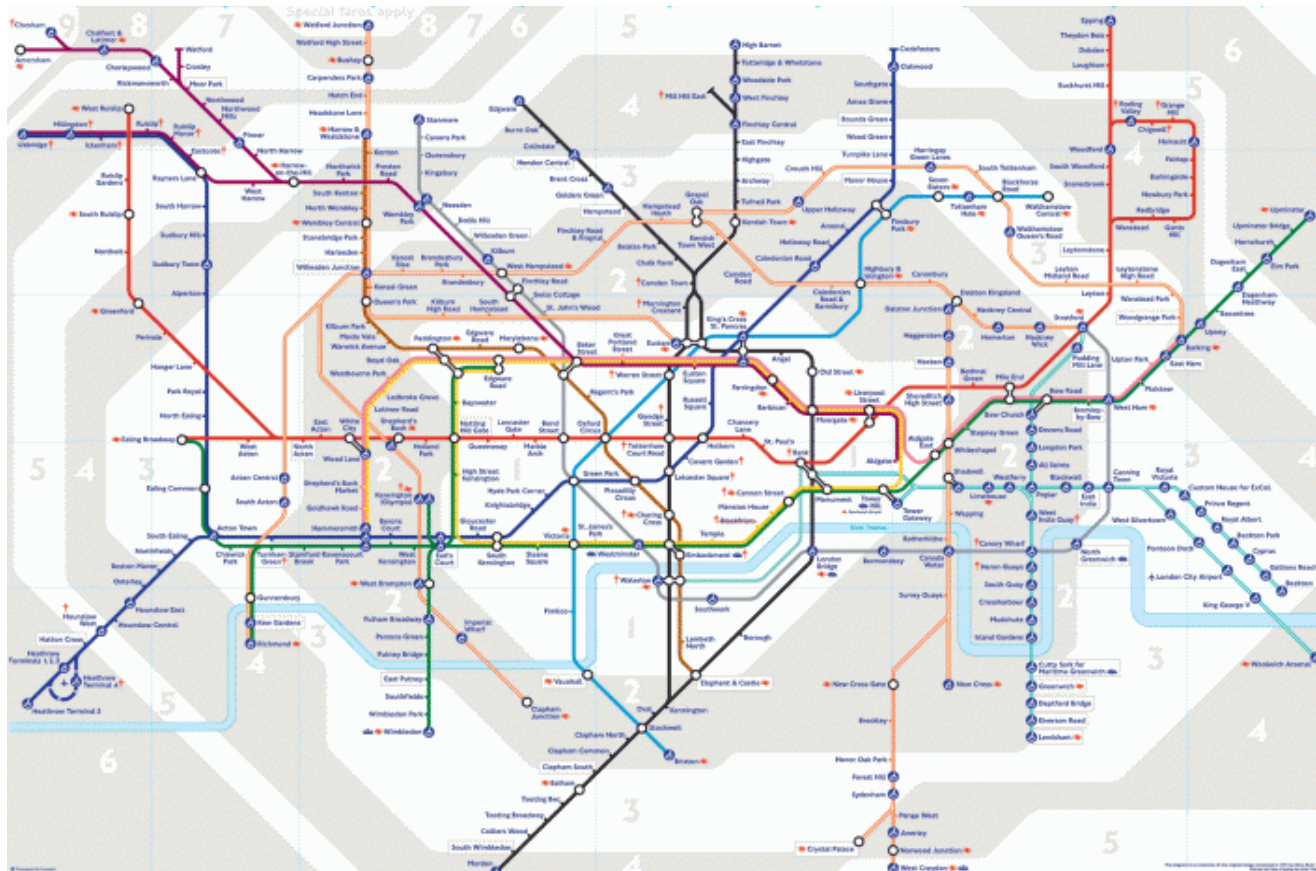 Special fares apply
9
8
7
8
7
6
5
6
Chesham
Chalfont &
Latimer
Amersham
Chorleywood
Rickmansworth
Watford
Croxley
Moor Park
Northwood
Northwood
Hills
Pinner
North Harrow
Harrow-
on-the-Hill
West
Harrow
Watford Junction
Watford High Street
Bushey
Carpenders Park
Hatch End
Headstone Lane
Harrow &
Wealdstone
Kenton
Northwick
Park
Preston
Road
South Kenton
North Wembley
Wembley Central
Stonebridge Park
Harlesden
Willesden Junction
Kensal Green
Queen's Park
Kilburn Park
Maida Vale
Warwick Avenue
West Ruislip
Hillingdon
Uxbridge
Ickenham
Ruislip
Ruislip
Manor
Eastcote
Rayners Lane
Ruislip
Gardens
South Ruislip
Northolt
Greenford
Perivale
Hanger Lane
South Harrow
Sudbury Hill
Sudbury Town
Alperton
Park Royal
North Ealing
Ealing Broadway
Ealing Common
West
Acton
North
Acton
Stanmore
Canons Park
Queensbury
Kingsbury
Wembley
Park
Neasden
Dollis Hill
Willesden Green
Kilburn
West Hampstead
Finchley Road
Swiss Cottage
St. John's Wood
Edgware
Burnt Oak
Colindale
Hendon Central
Brent Cross
Golders Green
Hampstead
Belsize Park
Chalk Farm
Camden Town
Mornington
Crescent
High Barnet
Totteridge & Whetstone
Woodside Park
West Finchley
Mill Hill East
Finchley Central
East Finchley
Highgate
Archway
Tufnell Park
Kentish Town
Kentish
Town West
Gospel
Oak
Hampstead
Heath
Finchley Road
& Frognal
Cockfosters
Oakwood
Southgate
Arnos Grove
Bounds Green
Wood Green
Turnpike Lane
Manor House
Crouch Hill
Harringay
Green Lanes
Upper Holloway
Arsenal
Holloway Road
Caledonian Road
Finsbury
Park
Seven
Sisters
South Tottenham
Tottenham
Hale
Blackhorse
Road
Walthamstow
Central
Walthamstow
Queen's Road
Leyton
Midland Road
Leytonstone
High Road
Wanstead Park
Woodgrange Park
Epping
Theydon Bois
Debden
Loughton
Buckhurst Hill
Roding
Valley
Chigwell
Grange
Hill
Hainault
Fairlop
Barkingside
Newbury Park
Gants
Hill
Redbridge
Wanstead
Woodford
South Woodford
Snaresbrook
Leytonstone
Leyton
Stratford
Upminster
Upminster Bridge
Hornchurch
Elm Park
Dagenham
East
Dagenham
Heathway
Becontree
Upney
Barking
East Ham
Upton Park
Plaistow
West Ham
Kensal
Rise
Brondesbury
Park
Brondesbury
Kilburn
High Road
South
Hampstead
Camden
Road
Highbury &
Islington
Canonbury
Caledonian
Road &
Barnsbury
Dalston Kingsland
Dalston Junction
Hackney Central
Haggerston
Homerton
Hackney
Wick
Hoxton
Shoreditch
High Street
Pudding
Mill Lane
Bethnal
Green
Mile End
Bow Road
Bow Church
Bromley-
by-Bow
Stepney Green
Whitechapel
Paddington
Edgware
Road
Marylebone
Baker
Street
Great
Portland
Street
Euston
King's Cross
St. Pancras
Warren Street
Euston
Square
Angel
Old Street
Farringdon
Barbican
Moorgate
Liverpool
Street
Aldgate
East
Aldgate
Royal Oak
Westbourne Park
Ladbroke Grove
Latimer Road
Edgware
Road
Bayswater
Regent's Park
Goodge
Street
Russell
Square
East
Acton
White
City
Shepherd's
Bush
Holland
Park
Notting
Hill Gate
Queensway
Lancaster
Gate
Marble
Arch
Bond
Street
Oxford
Circus
Tottenham
Court Road
Holborn
Chancery
Lane
St. Paul's
Bank
Wood Lane
Shepherd's Bush
Market
Goldhawk Road
Hammersmith
Kensington
(Olympia)
High Street
Kensington
Hyde Park Corner
Knightsbridge
Green Park
Piccadilly
Circus
Covent Garden
Leicester Square
Charing
Cross
Cannon Street
Mansion House
Blackfriars
Monument
Tower
Hill
Tower
Gateway
Temple
Embankment
Westminster
St. James's
Park
Victoria
Sloane
Square
South
Kensington
Gloucester
Road
Earl's
Court
Barons
Court
West
Kensington
Ravenscourt
Park
Stamford
Brook
Turnham
Green
Chiswick
Park
Acton Town
Acton Central
South Acton
South Ealing
Northfields
Boston Manor
Osterley
Hounslow East
Hounslow Central
Hounslow
West
Hatton Cross
Heathrow
Terminals 1, 2, 3
Heathrow
Terminal 4
Heathrow Terminal 5
Gunnersbury
Kew Gardens
Richmond
West Brompton
Fulham Broadway
Parsons Green
Putney Bridge
East Putney
Southfields
Wimbledon Park
Wimbledon
Imperial
Wharf
Clapham
Junction
Pimlico
Vauxhall
Waterloo
Southwark
Lambeth
North
Borough
Elephant & Castle
London
Bridge
Bermondsey
Kennington
Oval
Stockwell
Brixton
Clapham North
Clapham Common
Clapham South
Balham
Tooting Bec
Tooting Broadway
Colliers Wood
South Wimbledon
Morden
River Thames
Shadwell
Wapping
Rotherhithe
Canada
Water
Surrey Quays
New Cross Gate
New Cross
Brockley
Honor Oak Park
Forest Hill
Sydenham
Penge West
Anerley
Crystal Palace
Norwood Junction
West Croydon
Limehouse
Westferry
Poplar
Blackwall
East
India
Canning
Town
Devons Road
Langdon Park
All Saints
West
India Quay
Canary Wharf
Heron Quays
South Quay
Crossharbour
Mudchute
Island Gardens
Cutty Sark for
Maritime Greenwich
Greenwich
Deptford Bridge
Elverson Road
Lewisham
North
Greenwich
Royal
Victoria
Custom House for ExCeL
Prince Regent
Royal Albert
Beckton Park
Cyprus
Gallions Reach
Beckton
West Silvertown
Pontoon Dock
London City Airport
King George V
Woolwich Arsenal